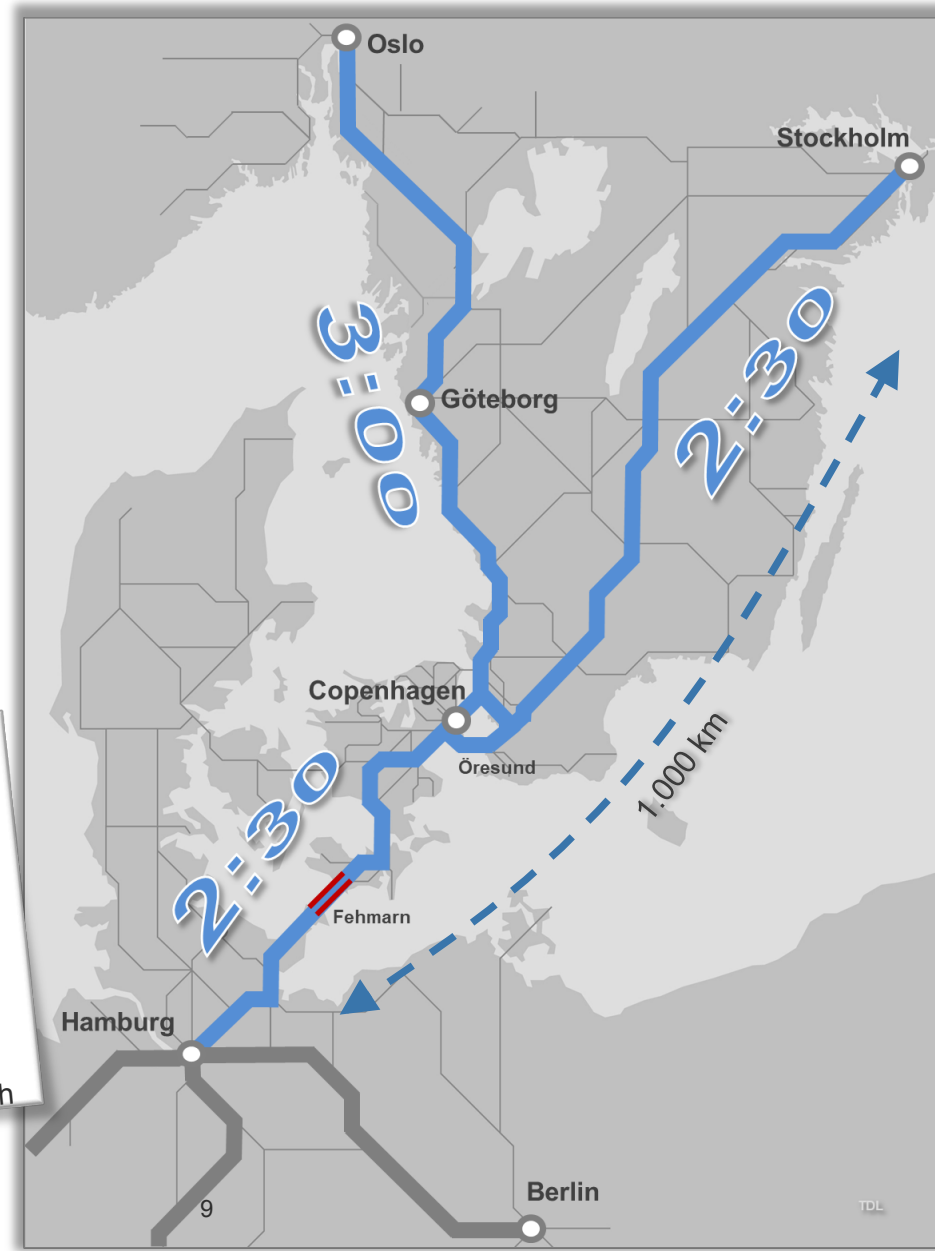 Oslo
Stockholm
3:00
2:30
Göteborg
Copenhagen
Öresund
1.000 km
2:30
Fehmarn
Hamburg
h
Berlin
9
TDL